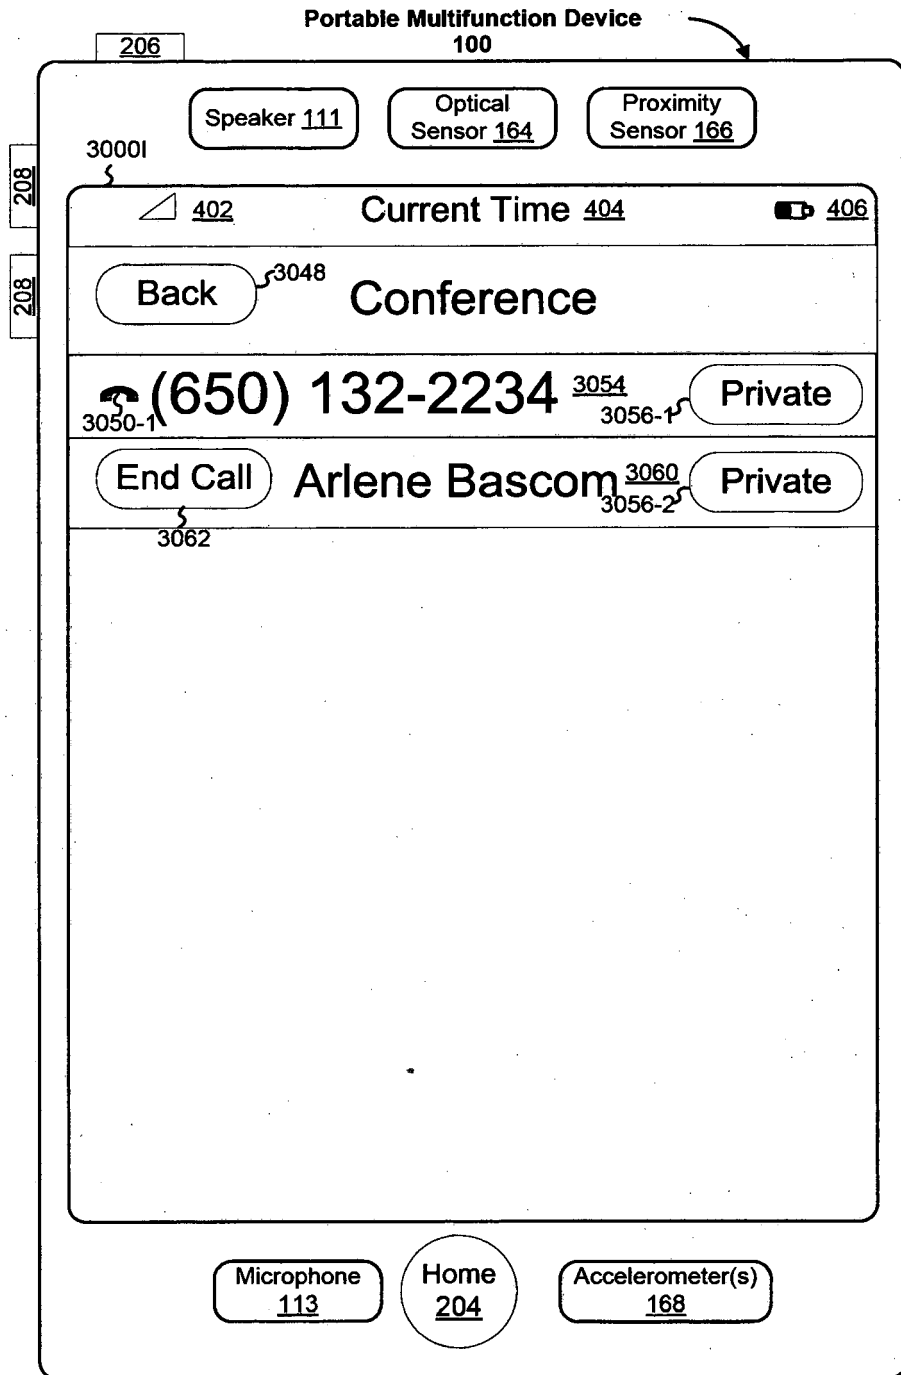 Portable Multifunction Device
100
206
Speaker 111
Optical
Sensor 164
Proximity
Sensor 166
3000I
208
208
402
Current Time 404
406
Back
3048
Conference
(650) 132-2234 3054
3050-1
3056-1
Private
End Call
Arlene Bascom 3060
3056-2
Private
3062
Microphone
113
Home
204
Accelerometer(s)
168